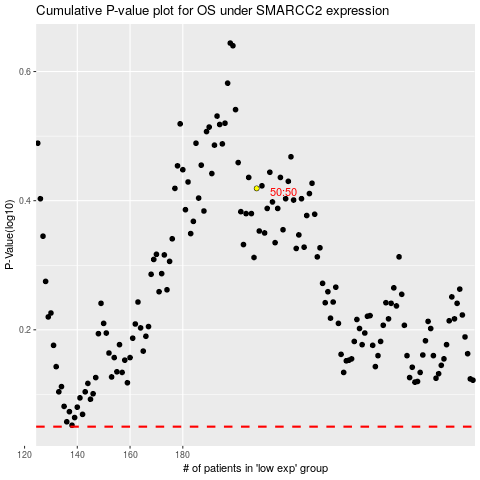 Cumulative P-value plot for OS under SMARCC2 expression
P-Value(log10)
0.6
0.4
0.2
50:50
120
140
160
180
# of patients in 'low exp' group